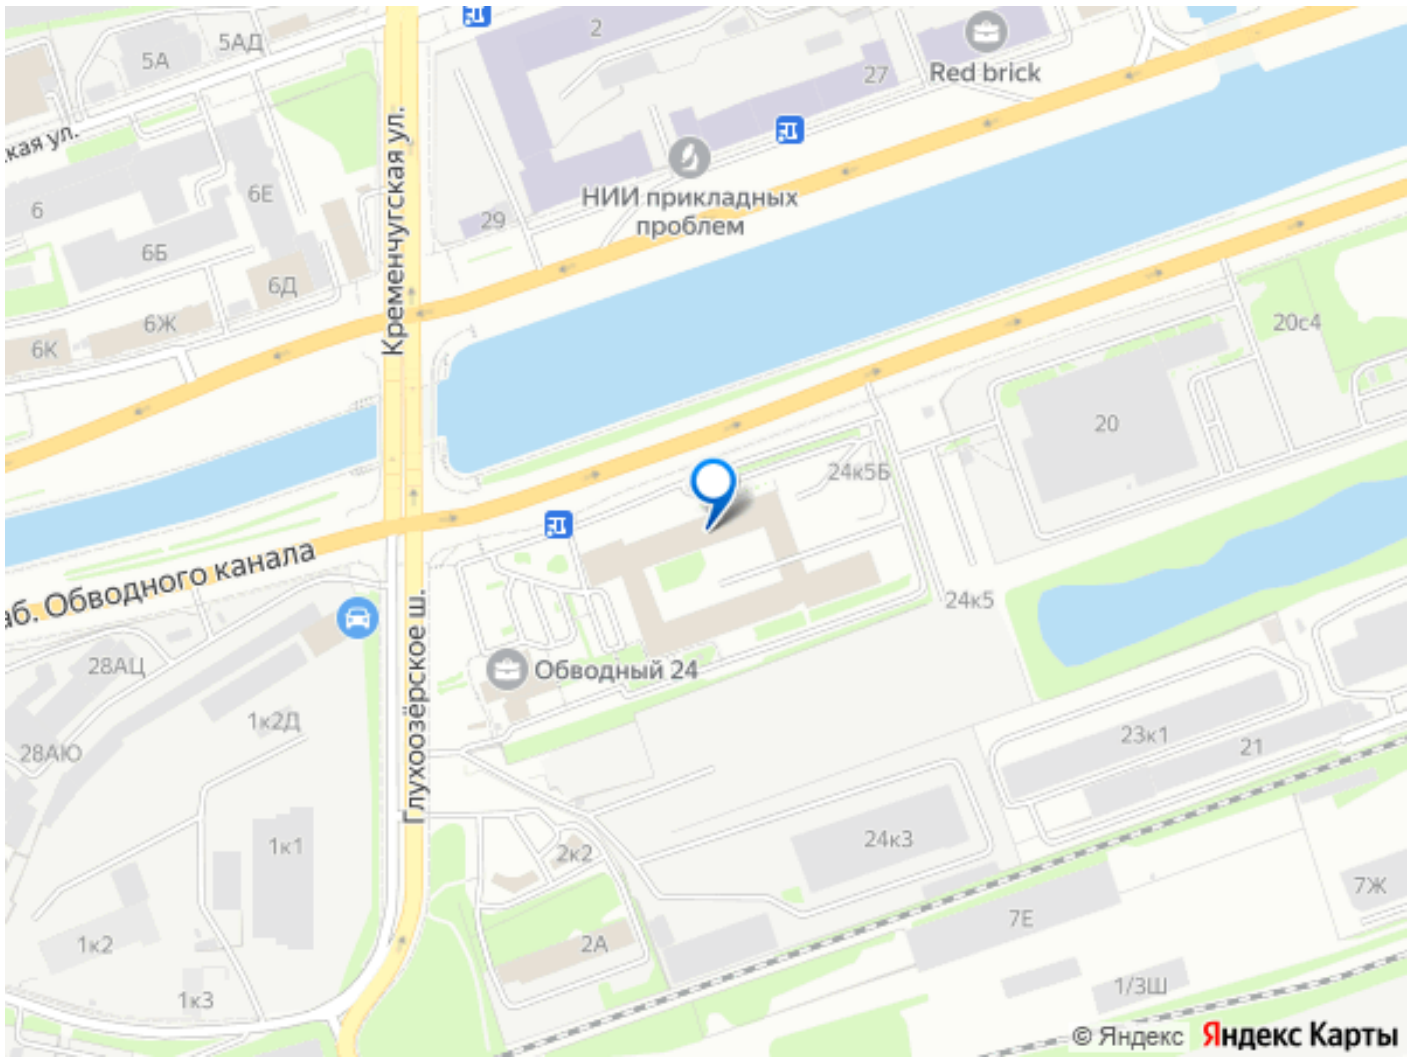 2
5АД
5А
Red brick
27
Кременчугская ул.
кая ул.
НИИ прикладных
проблем
6Е
6
29
6Б
6Д
6Ж
6К
20с4
20
24к5Б
наб. Обводного канала
24к5
Глухоозёрское ш.
Обводный 24
28АЦ
1к2Д
28АЮ
23к1
21
1к1
24к3
2к2
7Ж
7Е
2А
1к2
1к3
1/3Ш
© Яндекс Яндекс Карты